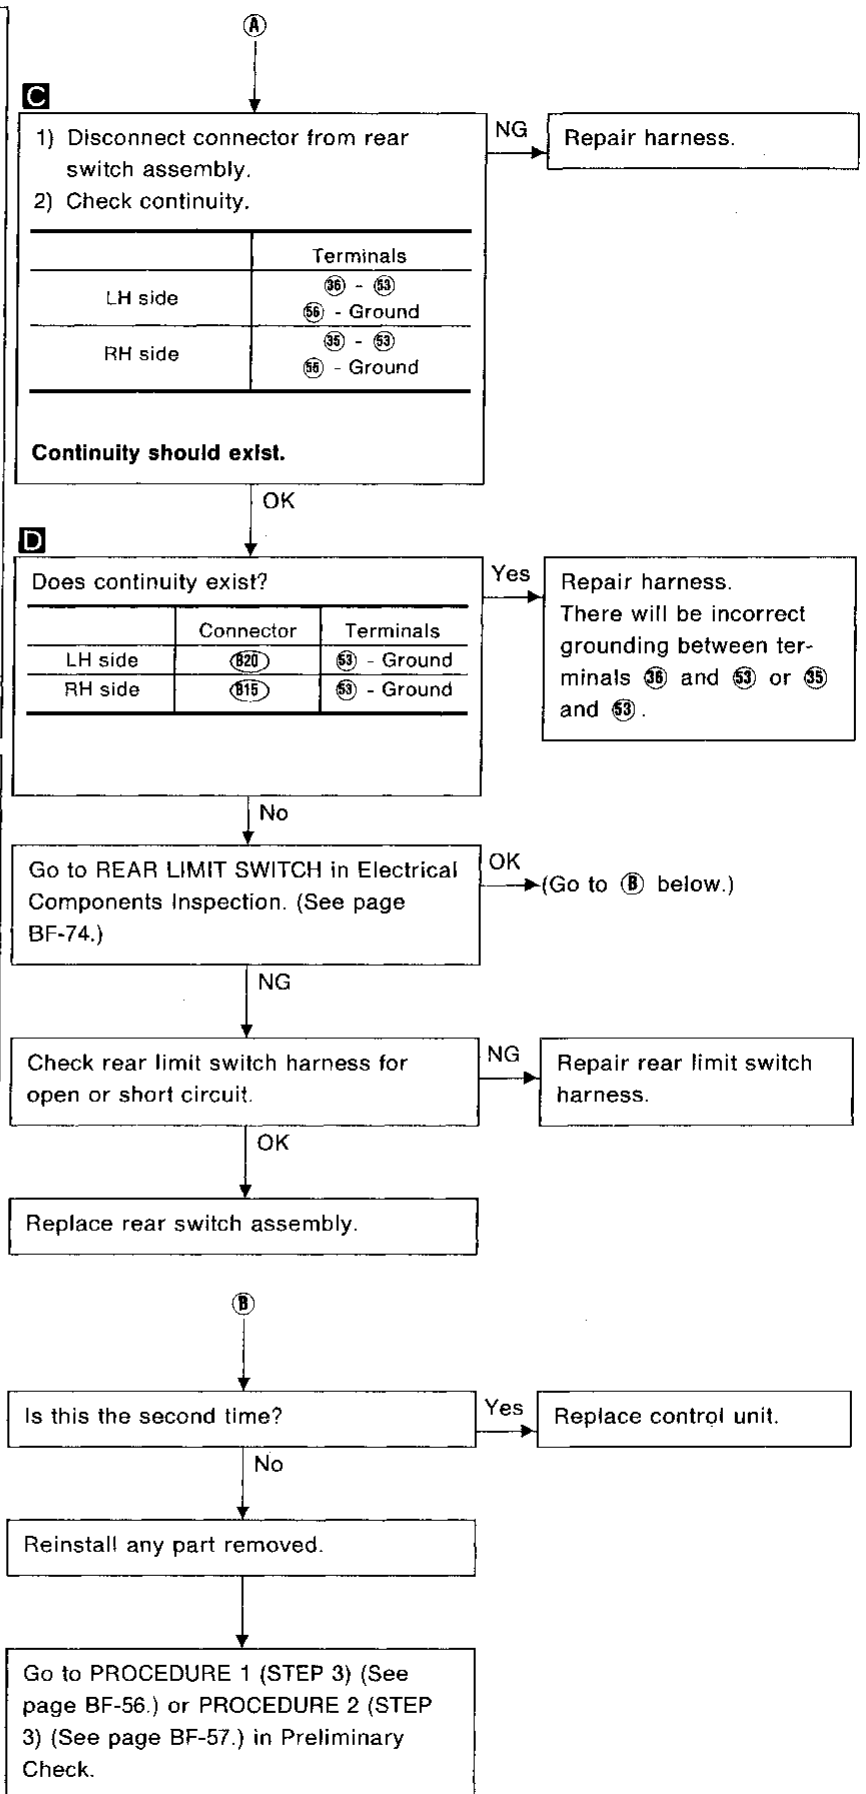 A
C
1) Disconnect connector from rear
switch assembly.
2) Check continuity.
NG
Repair harness.
Terminals
LH side
36 - 53
56 - Ground
RH side
35 - 53
55 - Ground
Continuity should exist.
OK
D
Does continuity exist?
Yes
Repair harness.
There will be incorrect
grounding between ter-
minals 36 and 53 or 35
and 53.
Connector Terminals
LH side B20 53 - Ground
RH side B15 53 - Ground
No
Go to REAR LIMIT SWITCH in Electrical
Components Inspection. (See page
BF-74.)
OK
(Go to B below.)
NG
Check rear limit switch harness for
open or short circuit.
NG
Repair rear limit switch
harness.
OK
Replace rear switch assembly.
B
Is this the second time?
Yes
Replace control unit.
No
Reinstall any part removed.
Go to PROCEDURE 1 (STEP 3) (See
page BF-56.) or PROCEDURE 2 (STEP
3) (See page BF-57.) in Preliminary
Check.